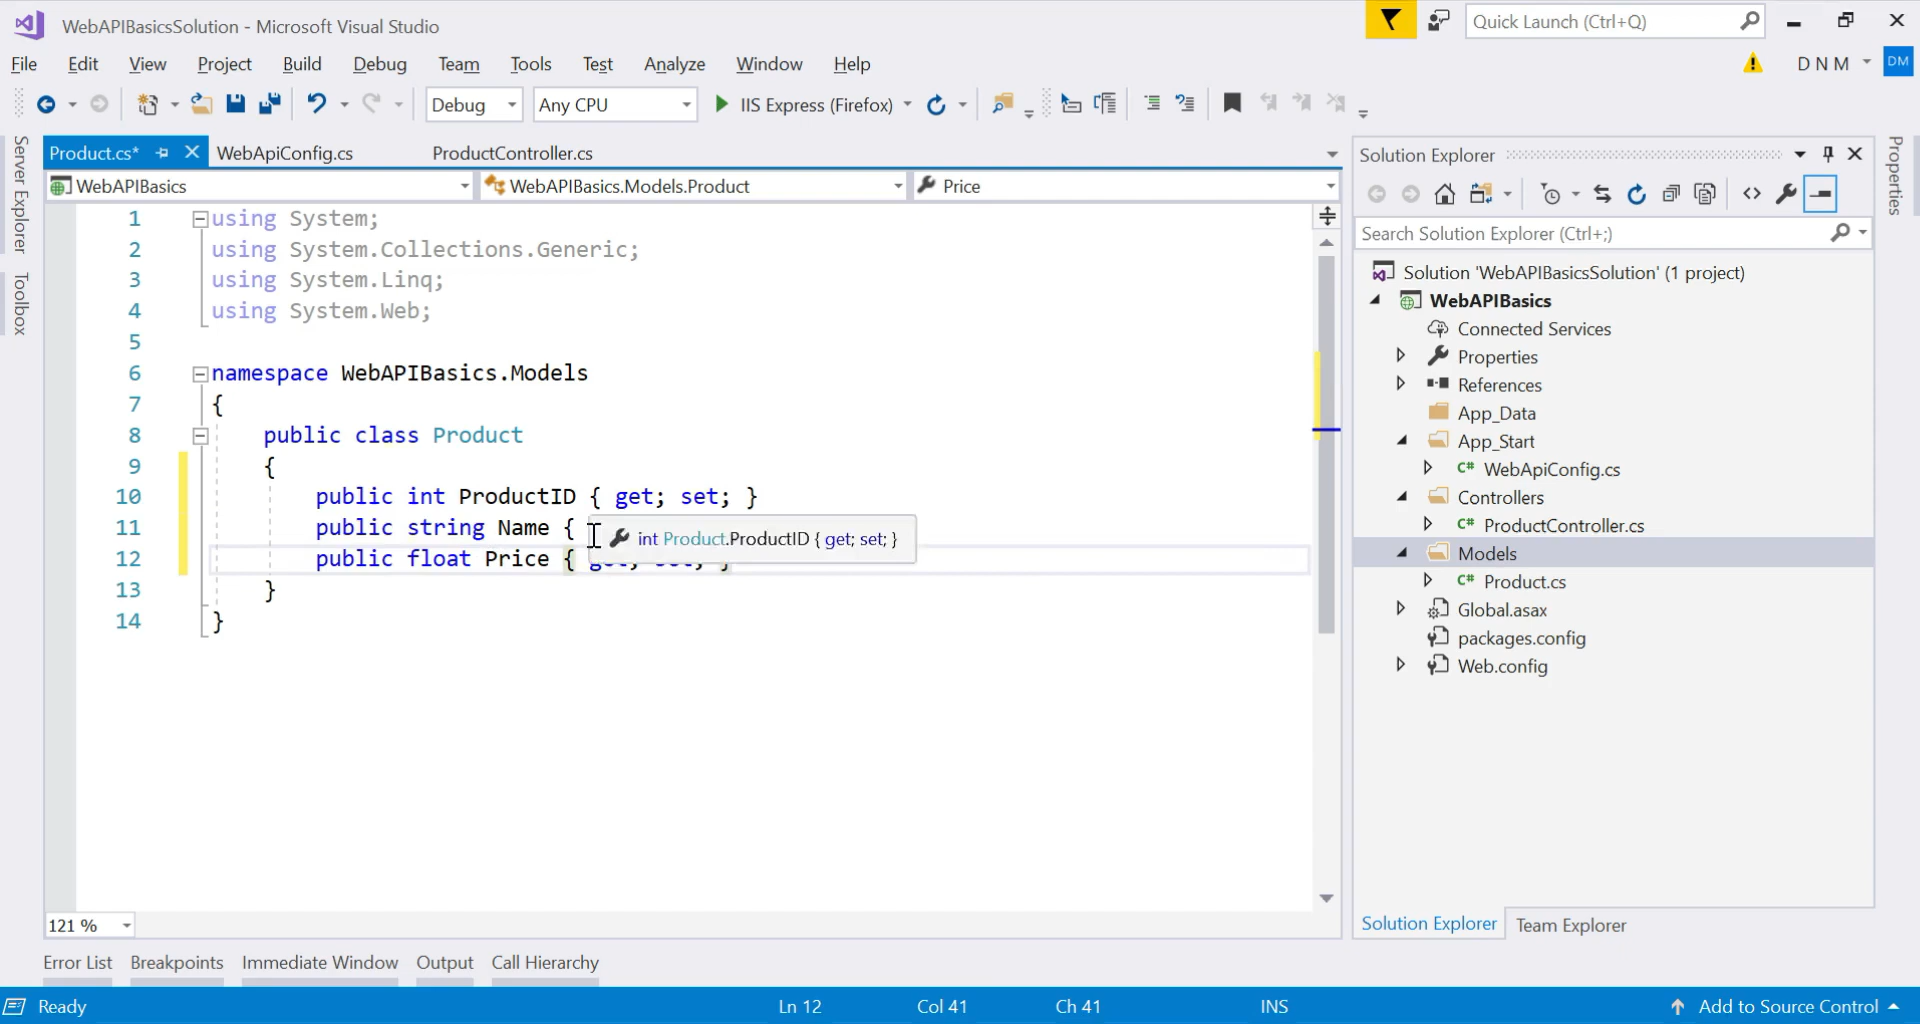 WebAPIBasicsSolution - Microsoft Visual Studio
Quick Launch (Ctrl+Q)
File Edit View Project Build Debug Team Tools Test Analyze Window Help
D N M DM
Debug Any CPU IIS Express (Firefox)
Server Explorer
Toolbox
Product.cs* WebApiConfig.cs ProductController.cs
WebAPIBasics WebAPIBasics.Models.Product Price
1 using System;
2 using System.Collections.Generic;
3 using System.Linq;
4 using System.Web;
5
6 namespace WebAPIBasics.Models
7 {
8 public class Product
9 {
10 public int ProductID { get; set; }
11 public string Name {
int Product.ProductID { get; set; }
12 public float Price { get; set; }
13 }
14 }
121 %
Solution Explorer
Search Solution Explorer (Ctrl+;)
Solution 'WebAPIBasicsSolution' (1 project)
WebAPIBasics
Connected Services
Properties
References
App_Data
App_Start
C# WebApiConfig.cs
Controllers
C# ProductController.cs
Models
C# Product.cs
Global.asax
packages.config
Web.config
Solution Explorer Team Explorer
Properties
Error List Breakpoints Immediate Window Output Call Hierarchy
Ready Ln 12 Col 41 Ch 41 INS Add to Source Control